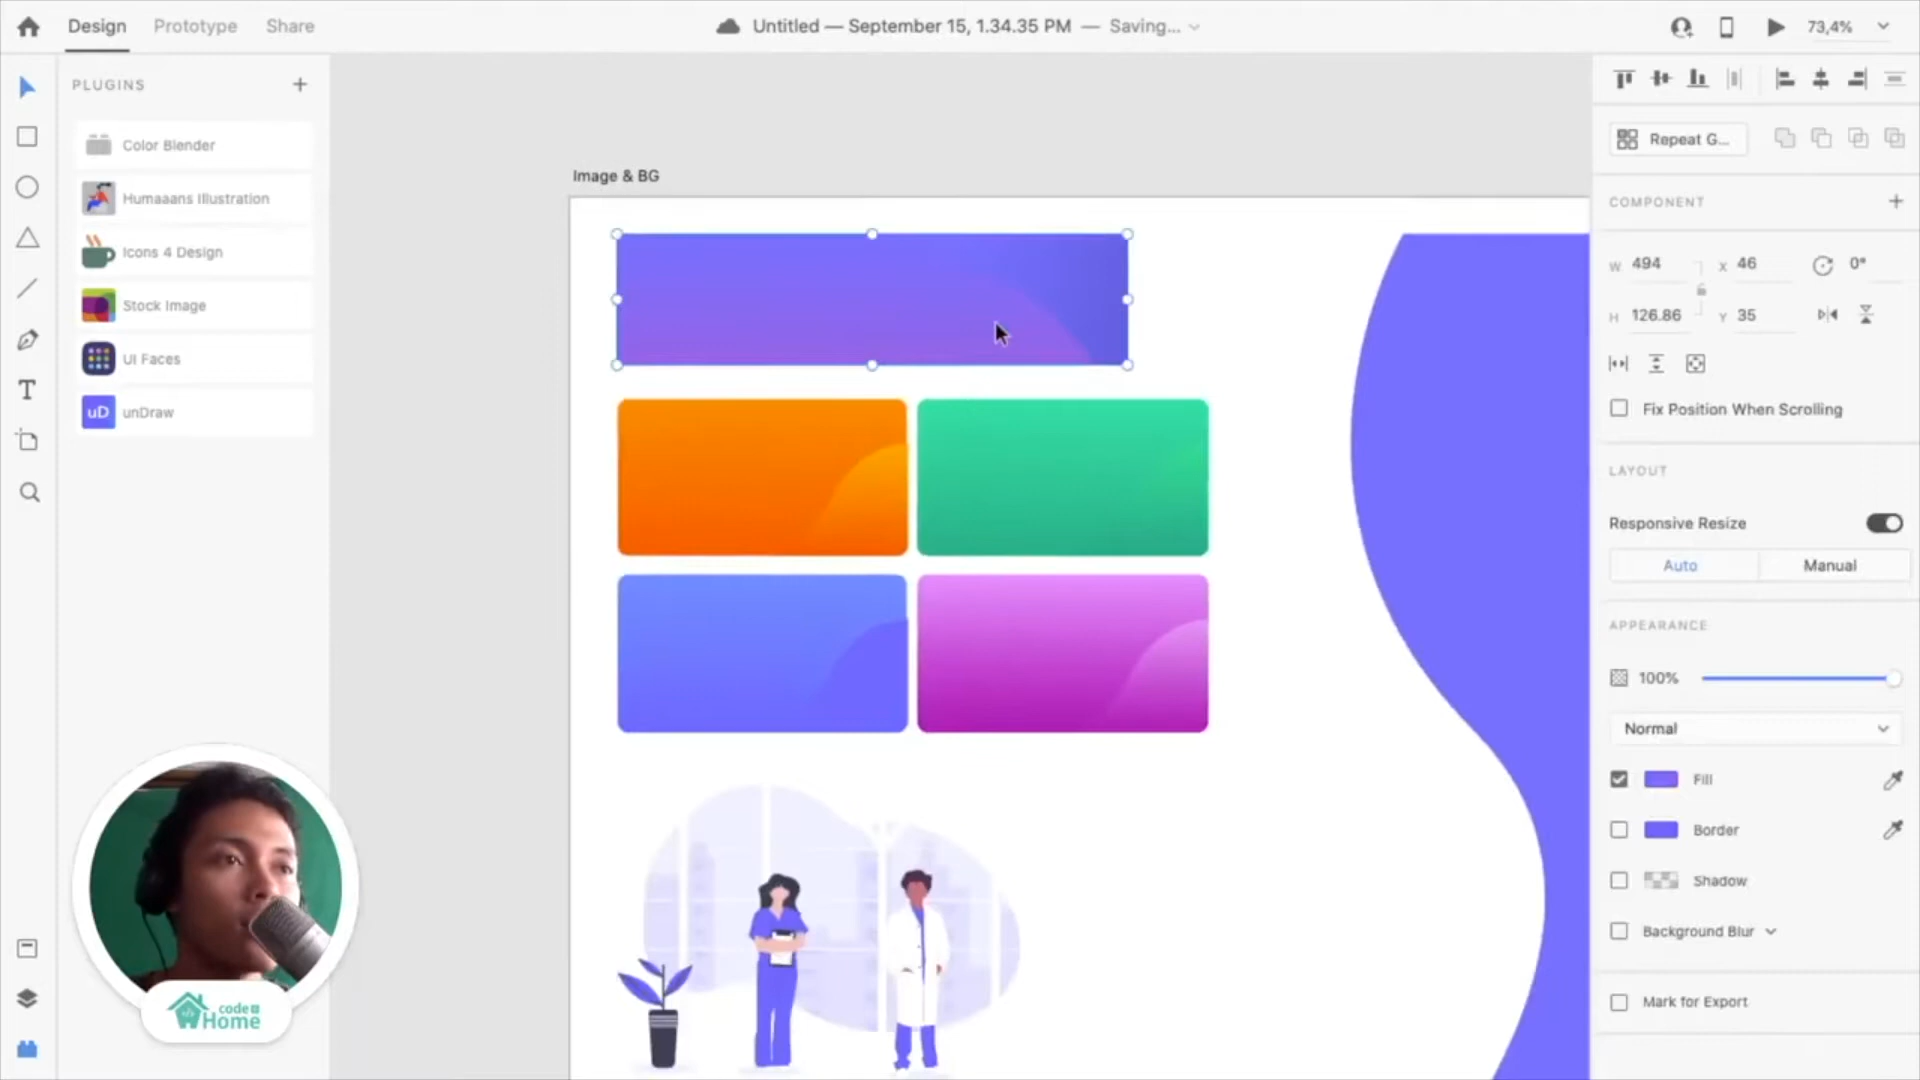 Design
Prototype
Share
Untitled — September 15, 1.34.35 PM — Saving...
73,4%
PLUGINS
Color Blender
Humaaans Illustration
Icons 4 Design
Stock Image
UI Faces
uD unDraw
T
code
Home
Image & BG
Repeat G...
COMPONENT
W 494 X 46 0°
H 126.86 Y 35
Fix Position When Scrolling
LAYOUT
Responsive Resize
Auto Manual
APPEARANCE
100%
Normal
Fill
Border
Shadow
Background Blur
Mark for Export